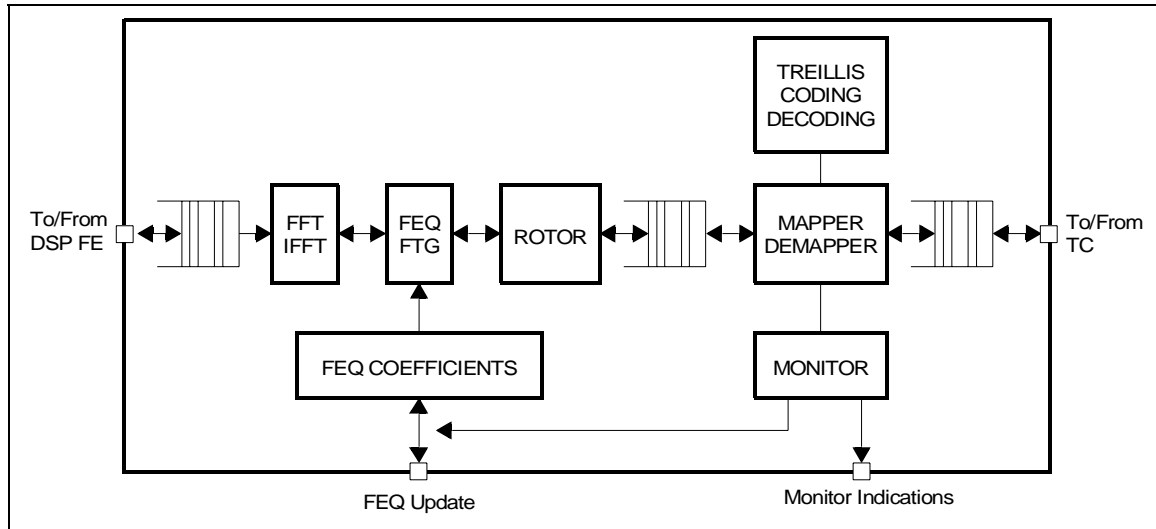 TREILLIS
CODING
DECODING
To/From
DSP FE
FFT
IFFT
FEQ
FTG
ROTOR
MAPPER
DEMAPPER
To/From
TC
FEQ COEFFICIENTS
MONITOR
FEQ Update
Monitor Indications